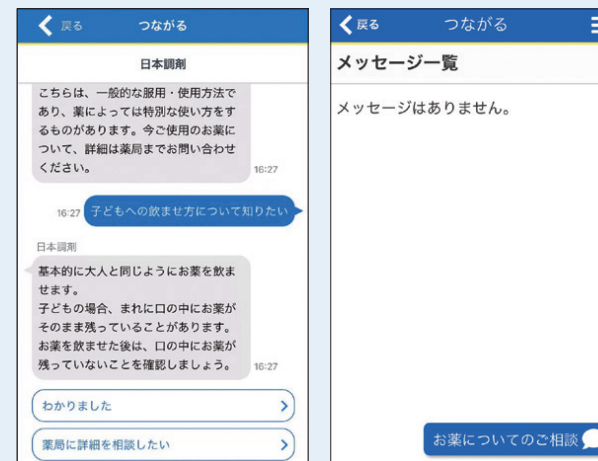 戻る
つながる
日本調剤
こちらは、一般的な服用・使用方法で
あり、薬によっては特別な使い方をす
るものがあります。今ご使用のお薬に
ついて、詳細は薬局までお問い合わせ
ください。
16:27
16:27
子どもへの飲ませ方について知りたい
日本調剤
基本的に大人と同じようにお薬を飲ま
せます。
子どもの場合、まれに口の中にお薬が
そのまま残っていることがあります。
お薬を飲ませた後は、口の中にお薬が
残っていないことを確認しましょう。
16:27
わかりました
薬局に詳細を相談したい
戻る
つながる
メッセージ一覧
メッセージはありません。
お薬についてのご相談